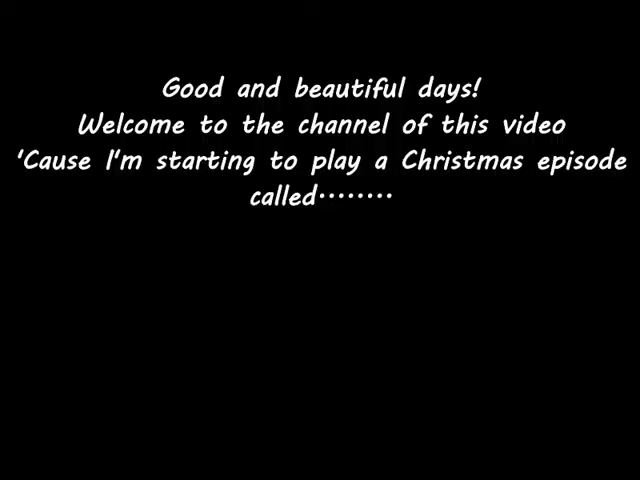 Good and beautiful days!
Welcome to the channel of this video
'Cause I'm starting to play a Christmas episode
called········